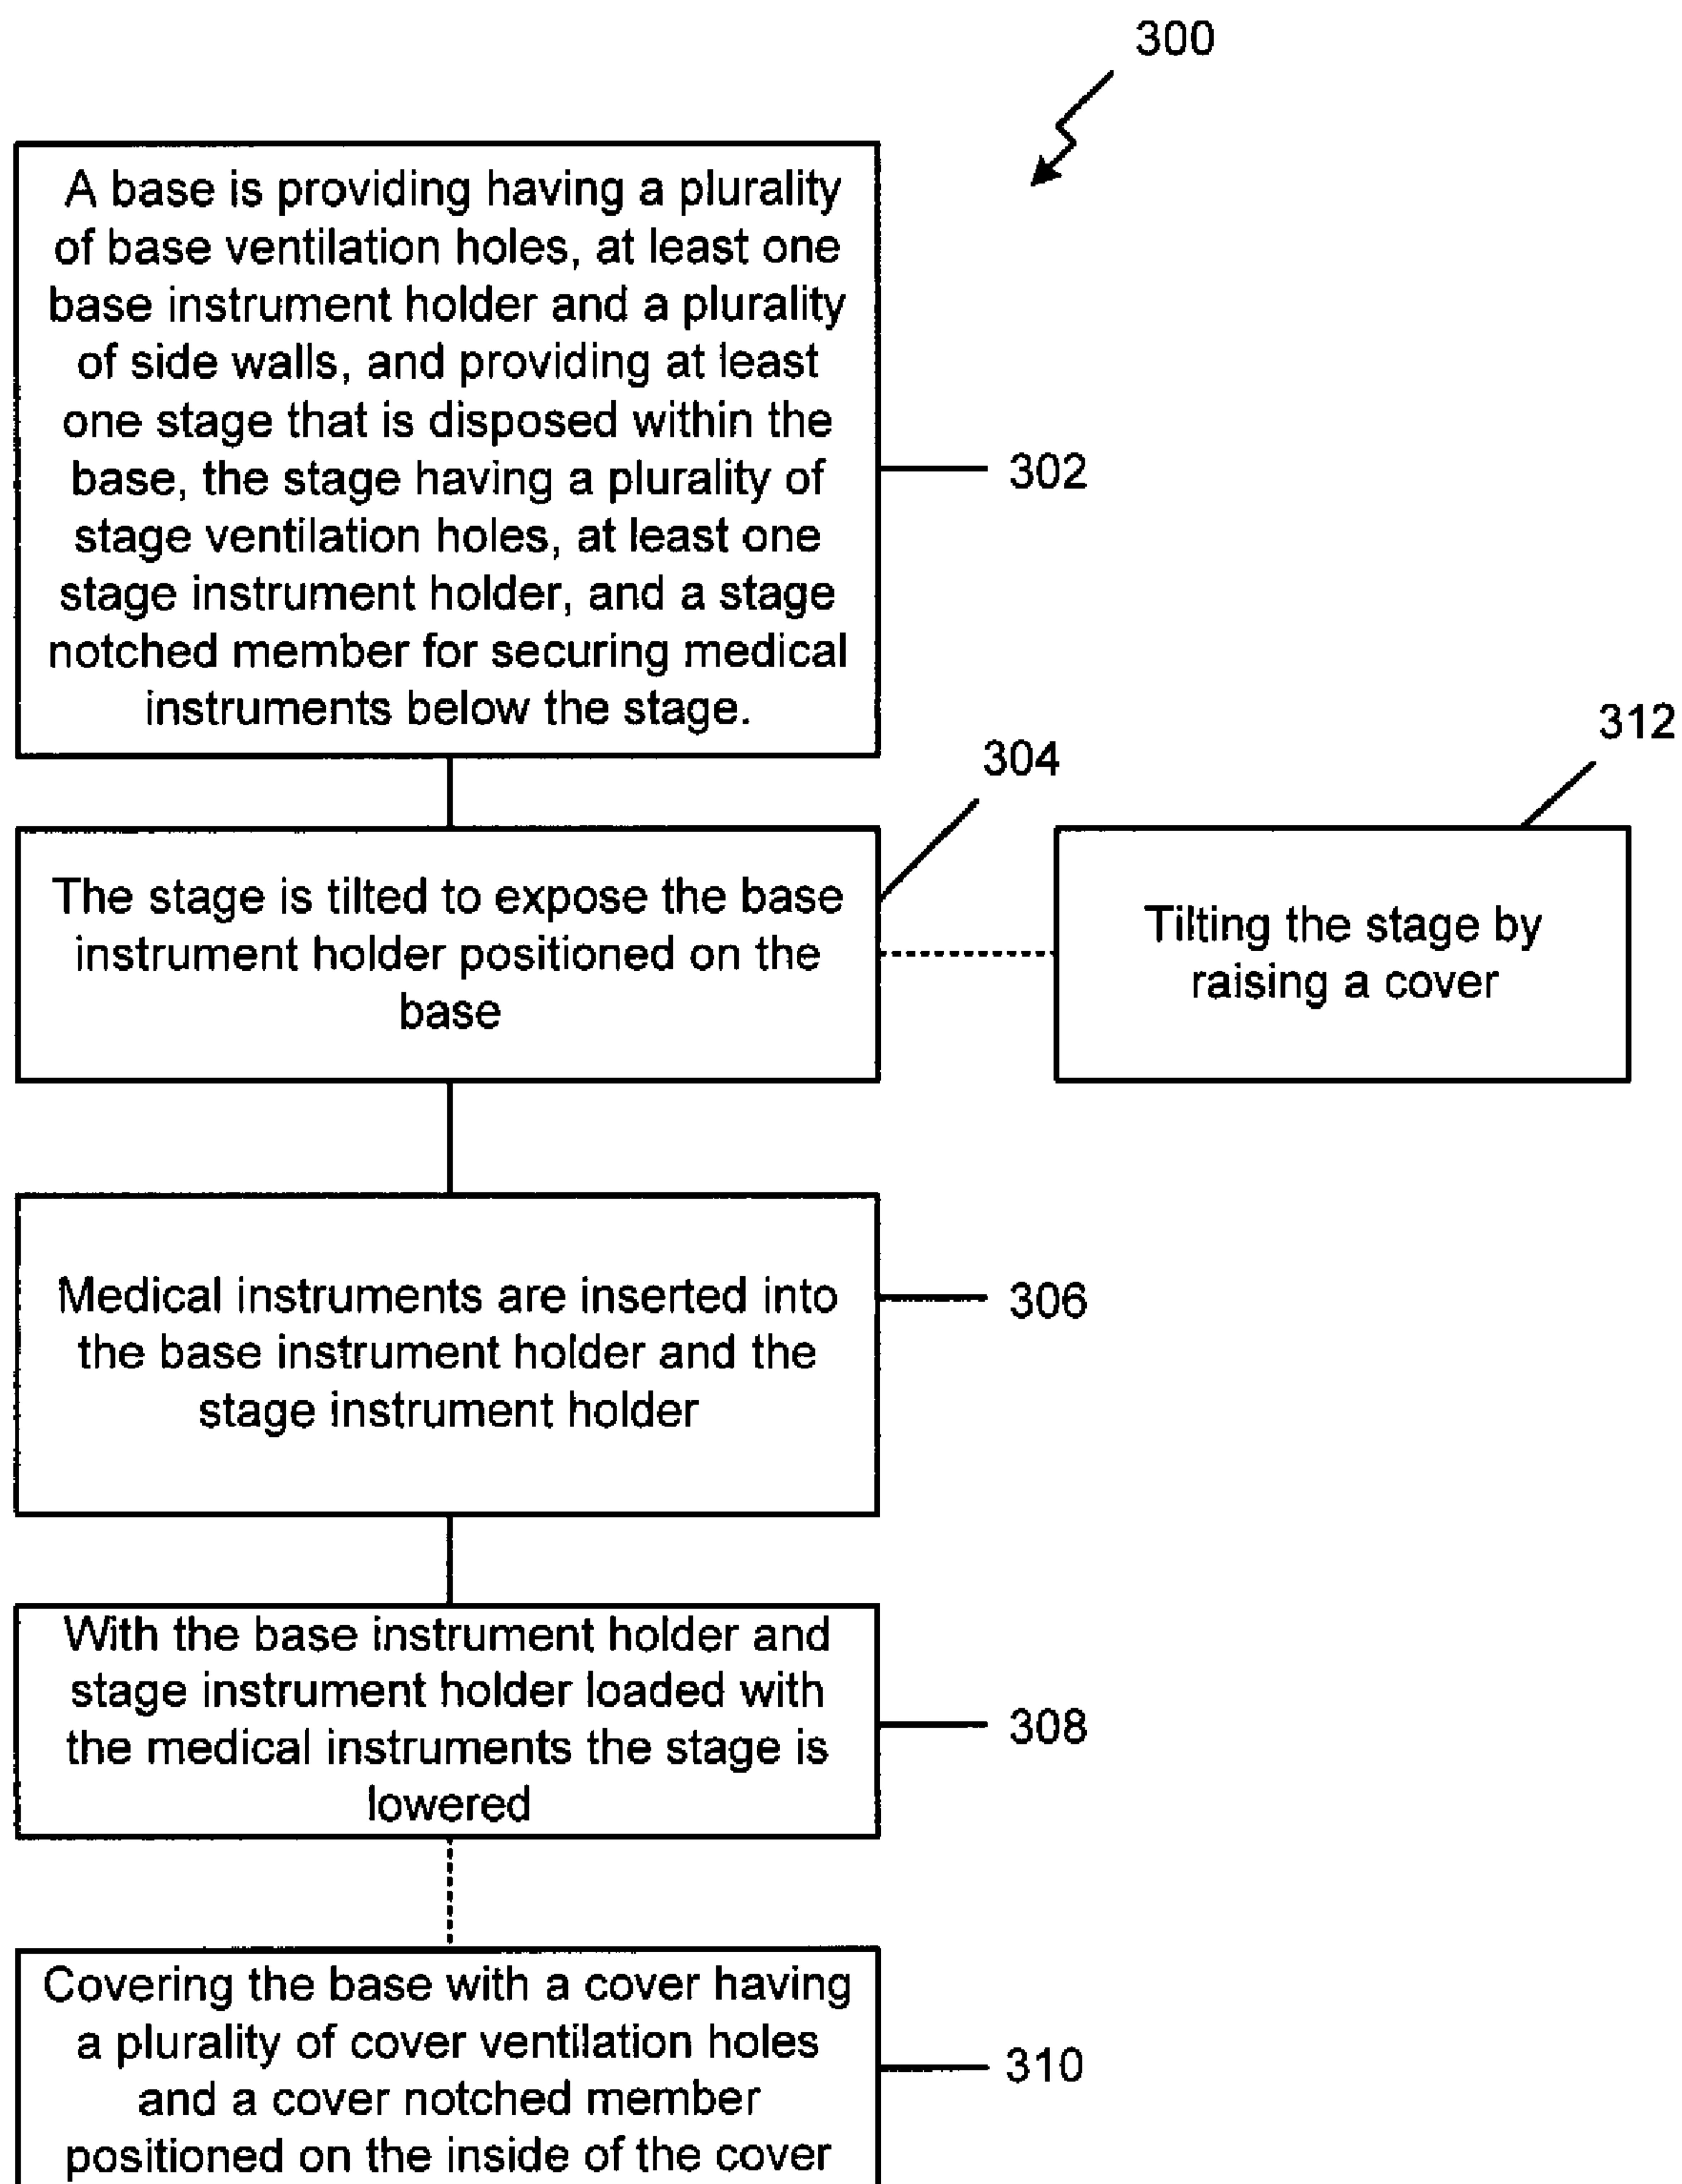 300
A base is providing having a plurality
of base ventilation holes, at least one
base instrument holder and a plurality
of side walls, and providing at least
one stage that is disposed within the
base, the stage having a plurality of
stage ventilation holes, at least one
stage instrument holder, and a stage
notched member for securing medical
instruments below the stage.
302
304
312
The stage is tilted to expose the base
instrument holder positioned on the
base
Tilting the stage by
raising a cover
Medical instruments are inserted into
the base instrument holder and the
stage instrument holder
306
With the base instrument holder and
stage instrument holder loaded with
the medical instruments the stage is
lowered
308
Covering the base with a cover having
a plurality of cover ventilation holes
and a cover notched member
positioned on the inside of the cover
310